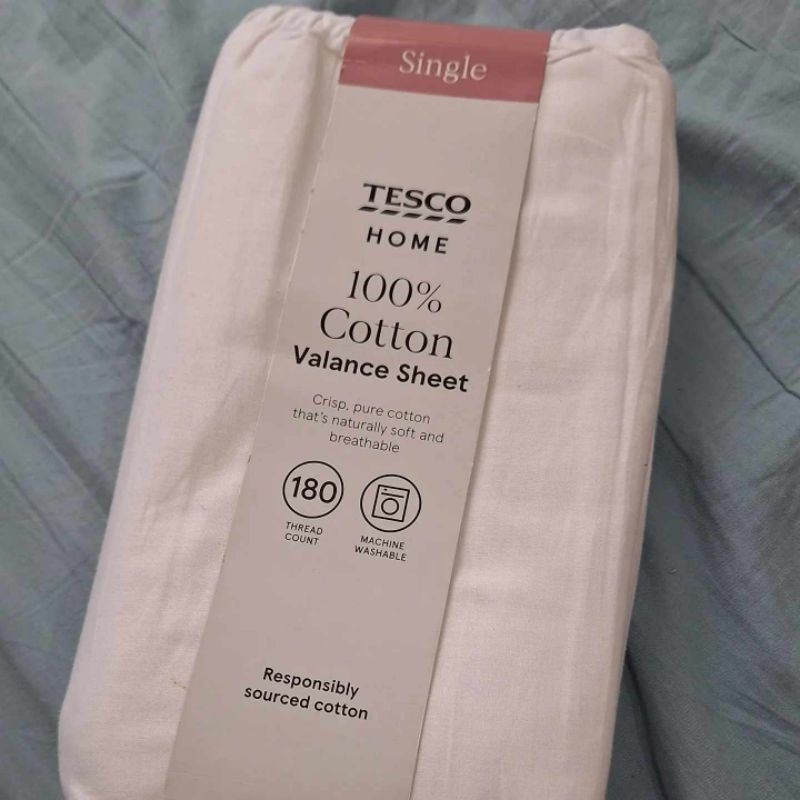 Single
TESCO
HOME
100%
Cotton
Valance Sheet
Crisp, pure cotton
that's naturally soft and
breathable
180
THREAD
COUNT
MACHINE
WASHABLE
Responsibly
sourced cotton